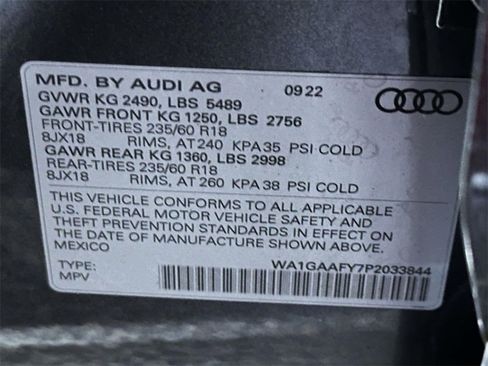 MFD. BY AUDI AG 09 22
GVWR KG 2490, LBS 5489
GAWR FRONT KG 1250, LBS 2756
FRONT-TIRES 235/60 R18
8JX18 RIMS, AT 240 KPA 35 PSI COLD
GAWR REAR KG 1360, LBS 2998
REAR-TIRES 235/60 R18
8JX18 RIMS, AT 260 KPA 38 PSI COLD
THIS VEHICLE CONFORMS TO ALL APPLICABLE
U.S. FEDERAL MOTOR VEHICLE SAFETY AND
THEFT PREVENTION STANDARDS IN EFFECT ON
THE DATE OF MANUFACTURE SHOWN ABOVE.
MEXICO
TYPE: WA1GAAFY7P2033844
MPV